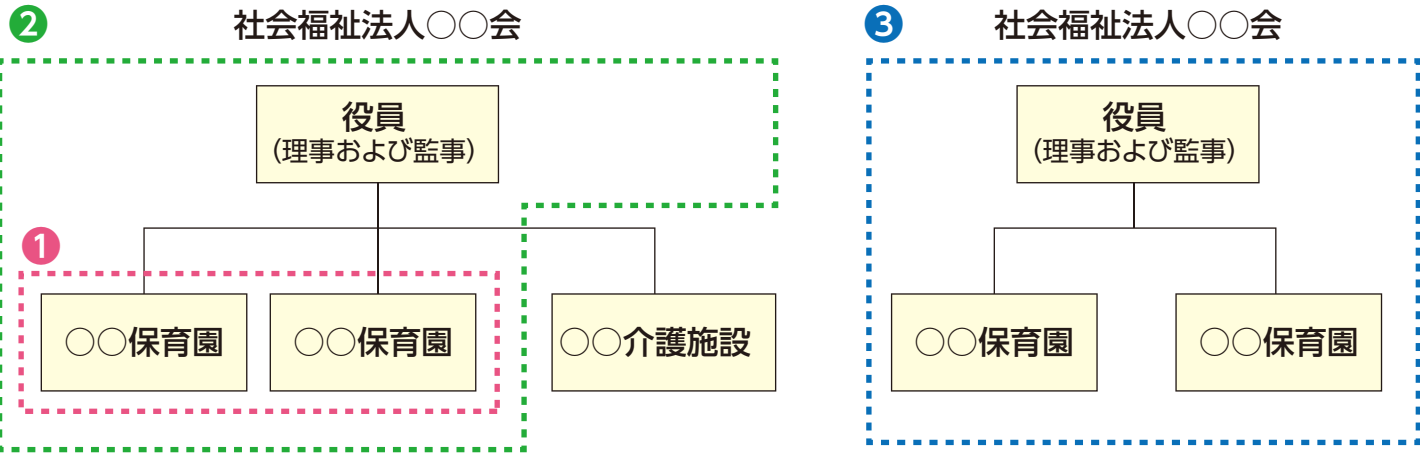 ❷
社会福祉法人○○会
役員
(理事および監事)
❶
○○保育園
○○保育園
○○介護施設
❸
社会福祉法人○○会
役員
(理事および監事)
○○保育園
○○保育園